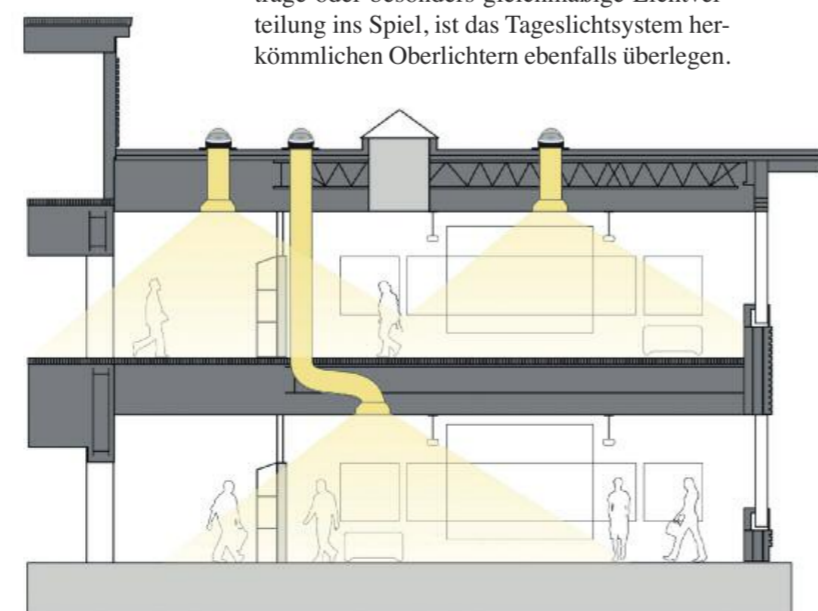 teilung ins Spiel, ist das Tageslichtsystem her-
kömmlichen Oberlichtern ebenfalls überlegen.